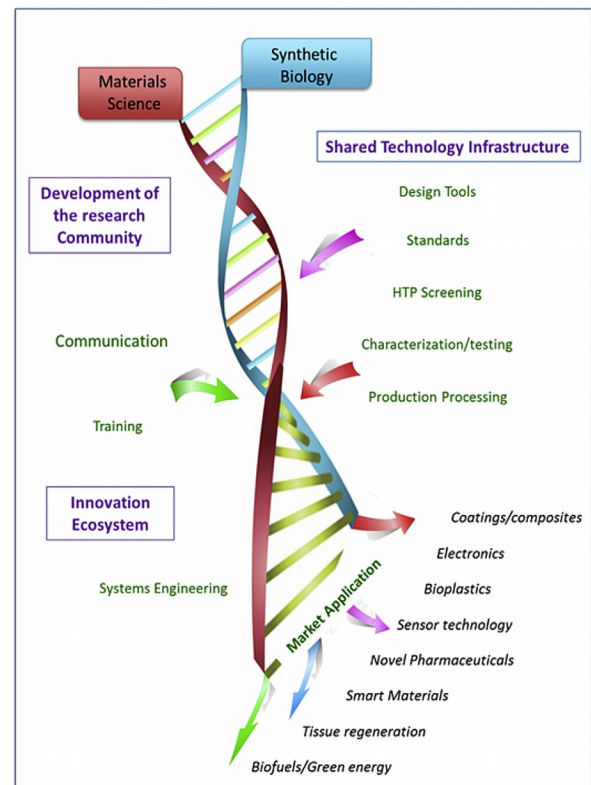 Synthetic
Biology
Materials
Science
Shared Technology Infrastructure
Development of
the research
Community
Design Tools
Standards
HTP Screening
Communication
Characterization/testing
Production Processing
Training
Innovation
Ecosystem
Coatings/composites
Electronics
Systems Engineering
Bioplastics
Market Application
Sensor technology
Novel Pharmaceuticals
Smart Materials
Tissue regeneration
Biofuels/Green energy